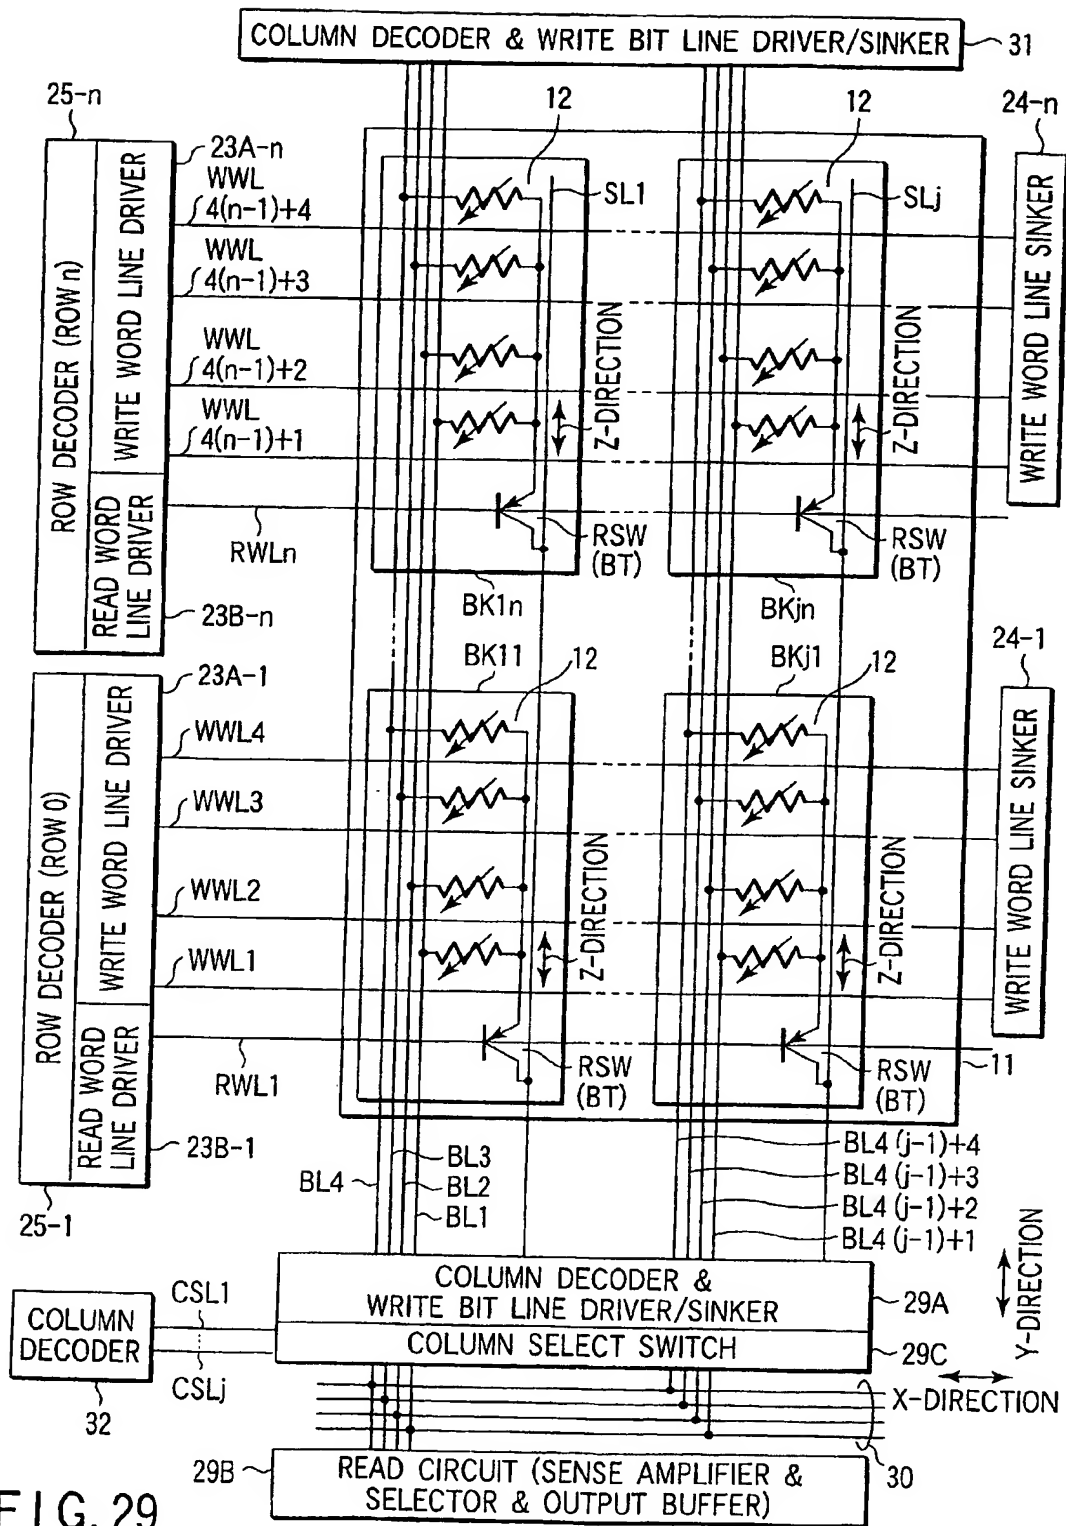 COLUMN DECODER & WRITE BIT LINE DRIVER/SINKER
31
25-n
12
12
24-n
ROW DECODER (ROW n)
WRITE WORD LINE DRIVER
READ WORD
LINE DRIVER
23A-n
WWL
4(n-1)+4
WWL
4(n-1)+3
WWL
4(n-1)+2
WWL
4(n-1)+1
RWLn
23B-n
SL1
SLj
Z-DIRECTION
Z-DIRECTION
RSW
(BT)
RSW
(BT)
WRITE WORD LINE SINKER
BK1n
BKjn
BK11
12
BKj1
12
24-1
23A-1
ROW DECODER (ROW 0)
WRITE WORD LINE DRIVER
READ WORD
LINE DRIVER
WWL4
WWL3
WWL2
WWL1
RWL1
23B-1
25-1
Z-DIRECTION
Z-DIRECTION
RSW
(BT)
RSW
(BT)
WRITE WORD LINE SINKER
11
BL4
BL3
BL2
BL1
BL4 (j-1)+4
BL4 (j-1)+3
BL4 (j-1)+2
BL4 (j-1)+1
COLUMN DECODER &
WRITE BIT LINE DRIVER/SINKER
29A
COLUMN SELECT SWITCH
29C
COLUMN
DECODER
32
CSL1
CSLj
Y-DIRECTION
X-DIRECTION
30
29B
READ CIRCUIT (SENSE AMPLIFIER &
SELECTOR & OUTPUT BUFFER)
FIG. 29